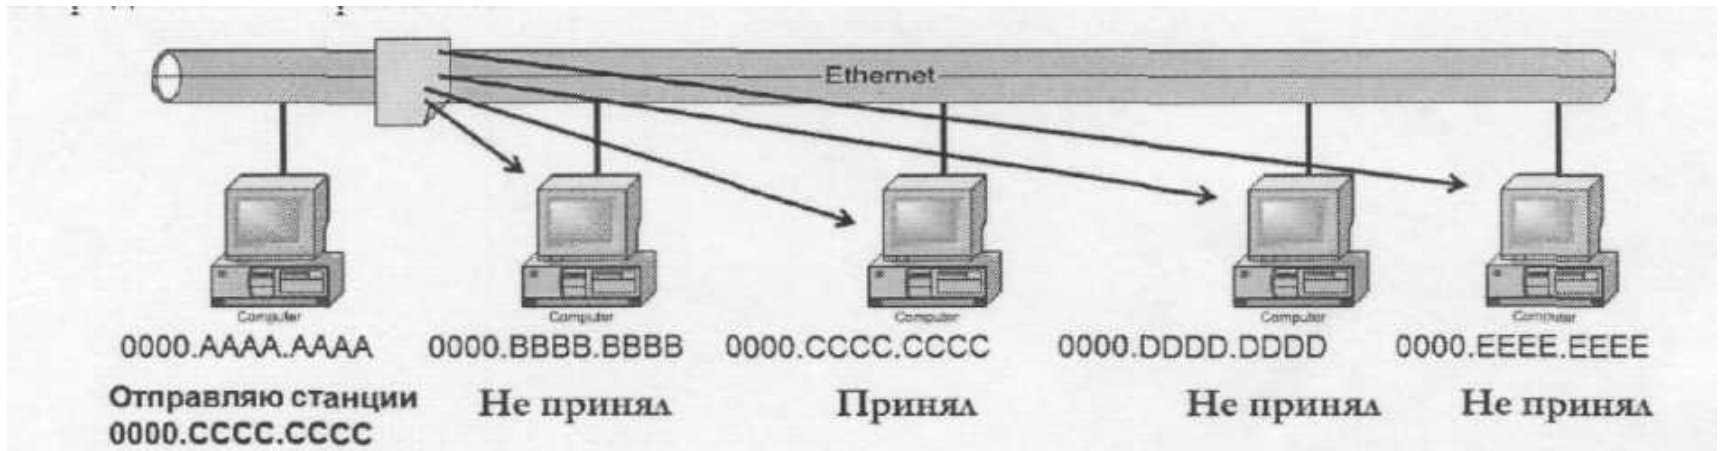 Ethernet
Computer Computer Computer Computer Computer
0000.AAAA.AAAA 0000.BBBB.BBBB 0000.CCCC.CCCC 0000.DDDD.DDDD 0000.EEEE.EEEE
Отправляю станции Не принял Принял Не принял Не принял
0000.CCCC.CCCC